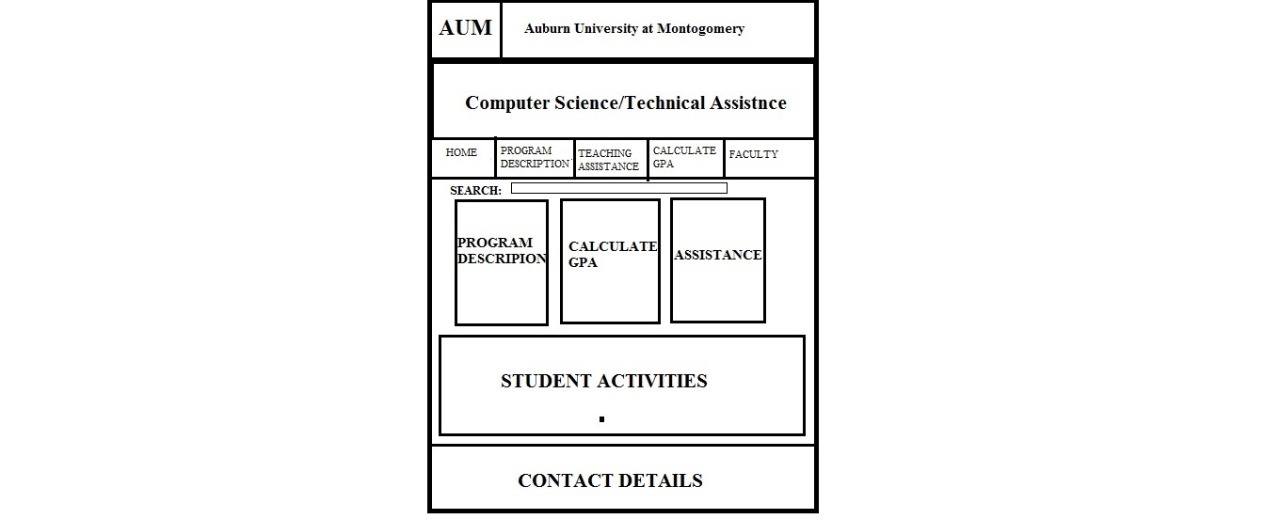 AUM
Auburn University at Montogomery
Computer Science/Technical Assistnce
HOME
PROGRAM
DESCRIPTION
TEACHING
ASSISTANCE
CALCULATE
GPA
FACULTY
SEARCH:
PROGRAM
DESCRIPION
CALCULATE
GPA
ASSISTANCE
STUDENT ACTIVITIES
CONTACT DETAILS